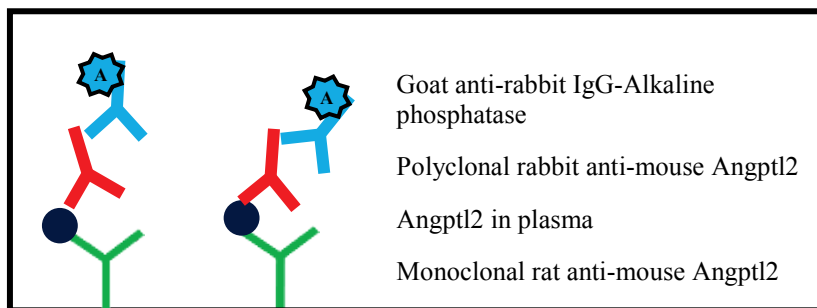 A
A
Goat anti-rabbit IgG-Alkaline
phosphatase
Polyclonal rabbit anti-mouse Angptl2
Angptl2 in plasma
Monoclonal rat anti-mouse Angptl2